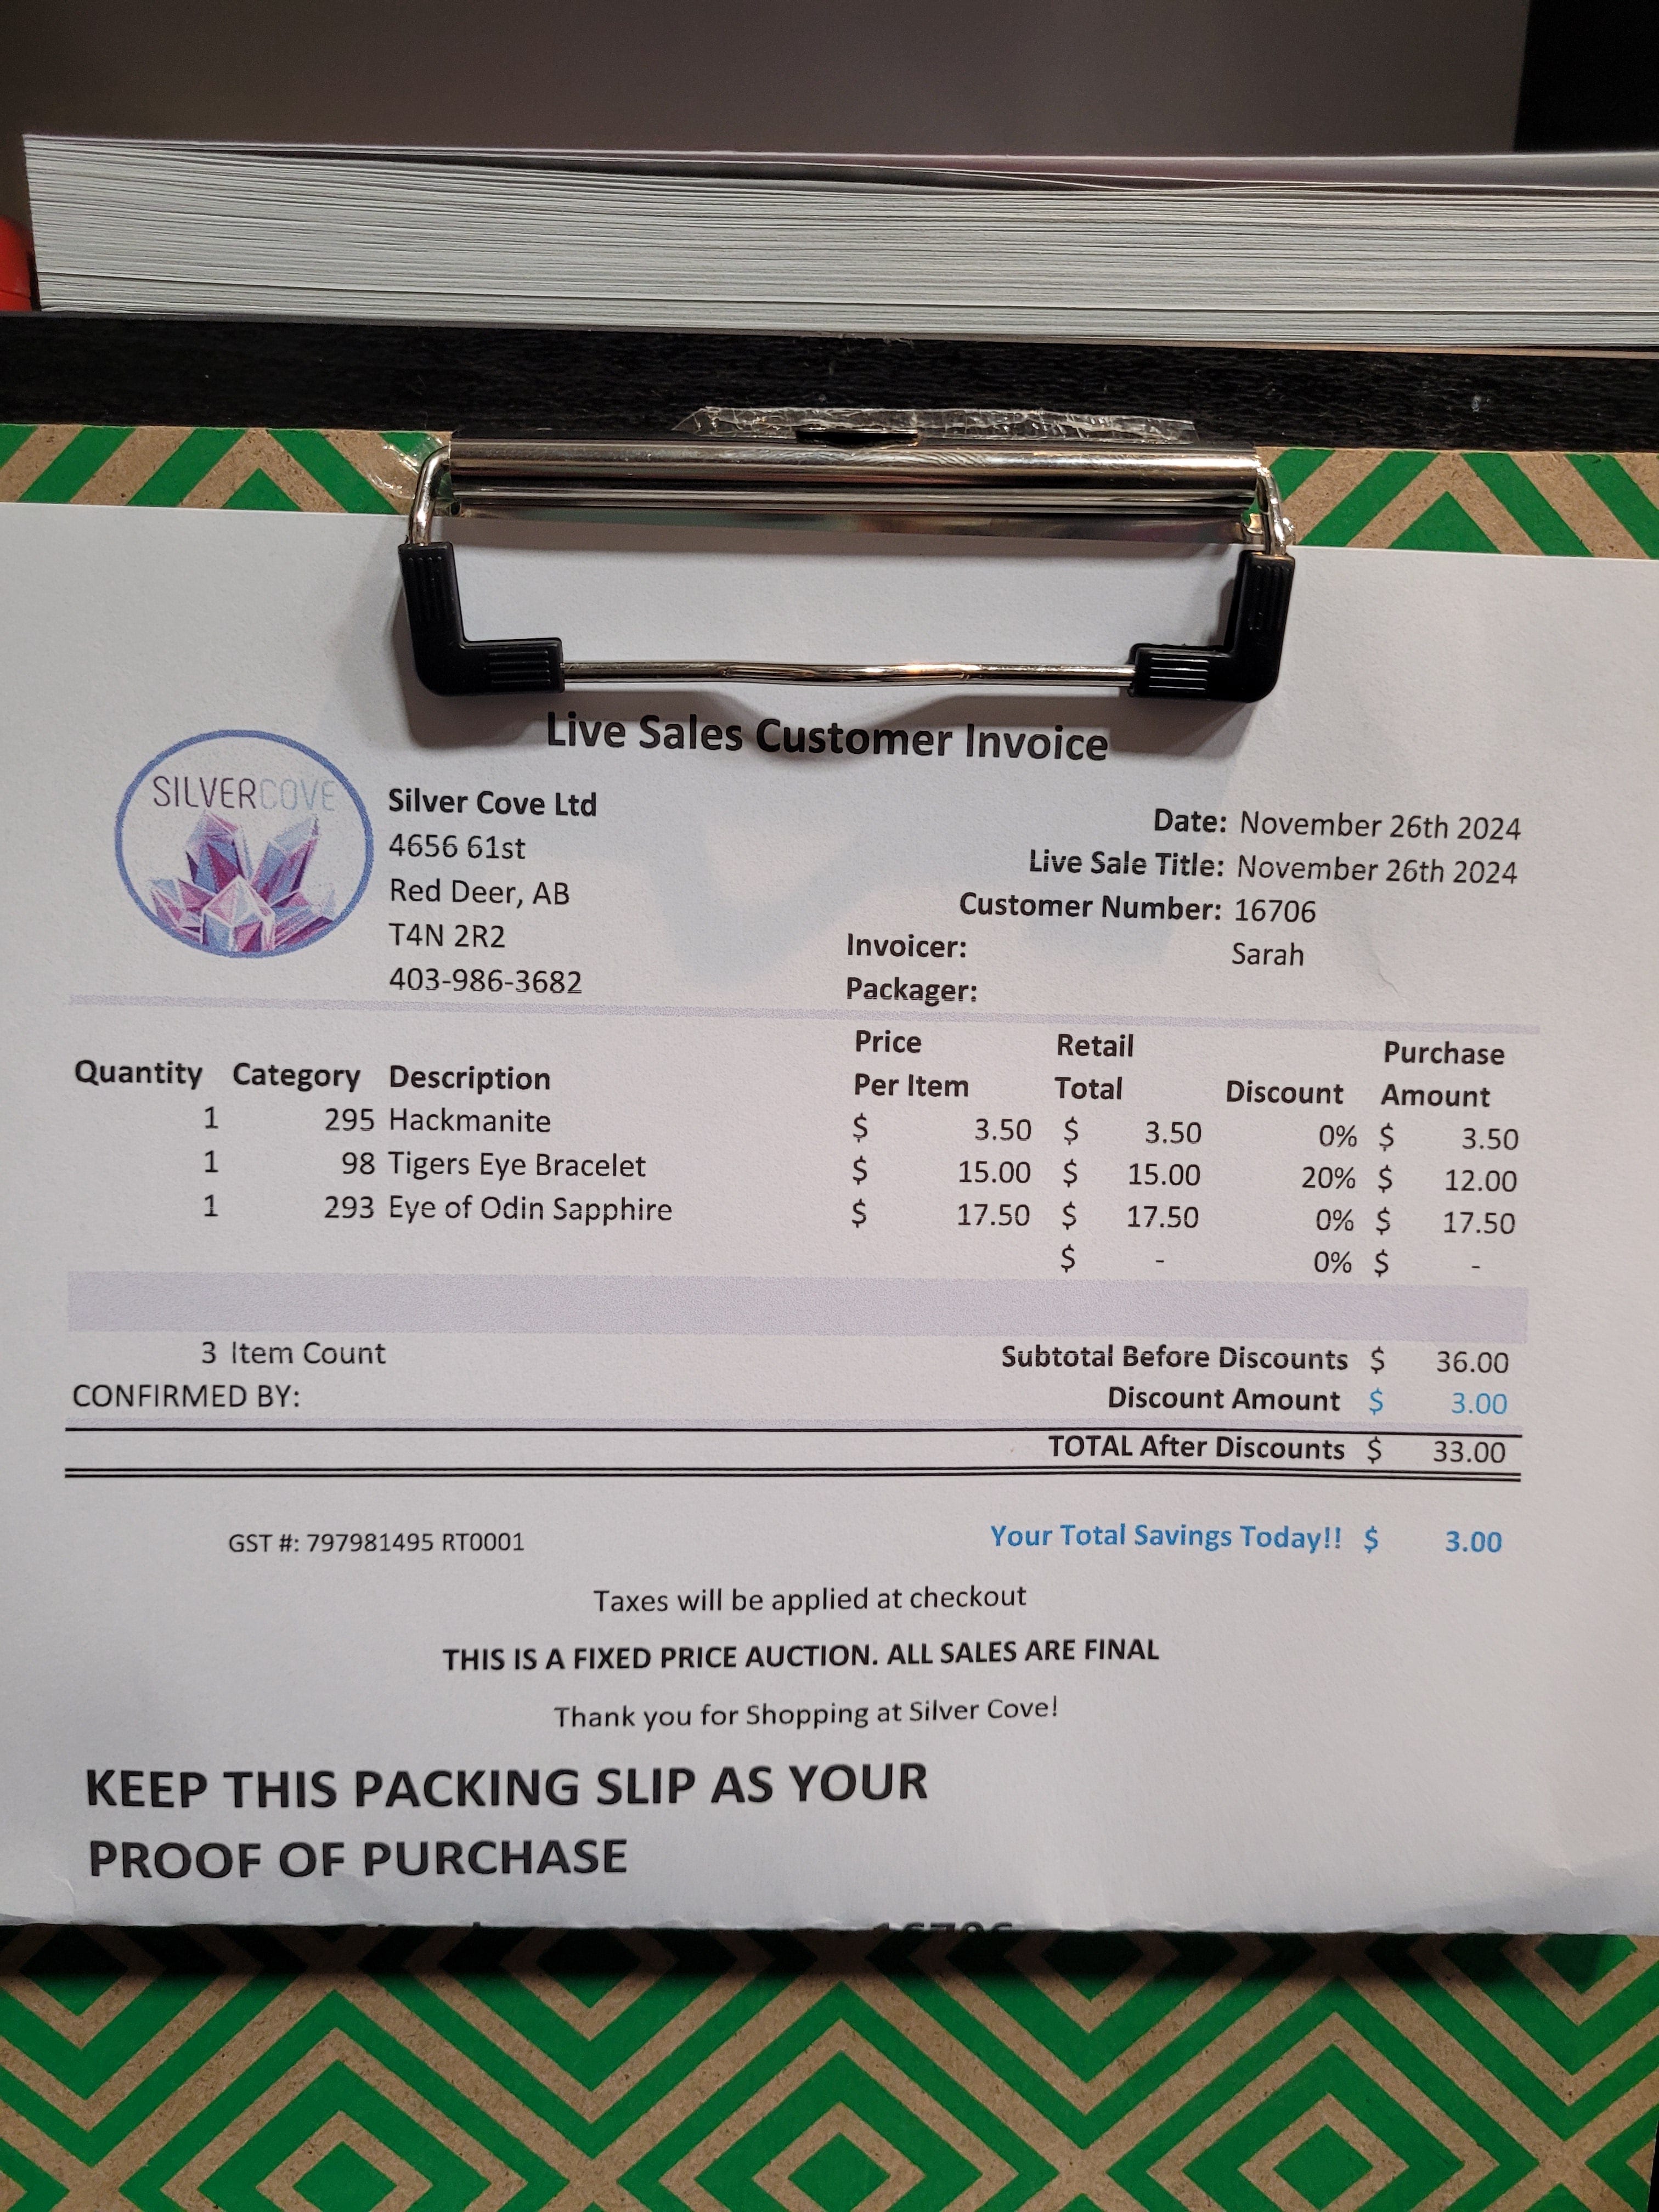 Live Sales Customer Invoice
SILVERCOVE
Silver Cove Ltd
4656 61st
Red Deer, AB
T4N 2R2
403-986-3682
Date: November 26th 2024
Live Sale Title: November 26th 2024
Customer Number: 16706
Invoicer: Sarah
Packager:
Quantity Category Description Price Per Item Retail Total Discount Purchase Amount
1 295 Hackmanite $ 3.50 $ 3.50 0% $ 3.50
1 98 Tigers Eye Bracelet $ 15.00 $ 15.00 20% $ 12.00
1 293 Eye of Odin Sapphire $ 17.50 $ 17.50 0% $ 17.50
$ - 0% $ -
3 Item Count Subtotal Before Discounts $ 36.00
CONFIRMED BY: Discount Amount $ 3.00
TOTAL After Discounts $ 33.00
GST #: 797981495 RT0001 Your Total Savings Today!! $ 3.00
Taxes will be applied at checkout
THIS IS A FIXED PRICE AUCTION. ALL SALES ARE FINAL
Thank you for Shopping at Silver Cove!
KEEP THIS PACKING SLIP AS YOUR
PROOF OF PURCHASE
16706